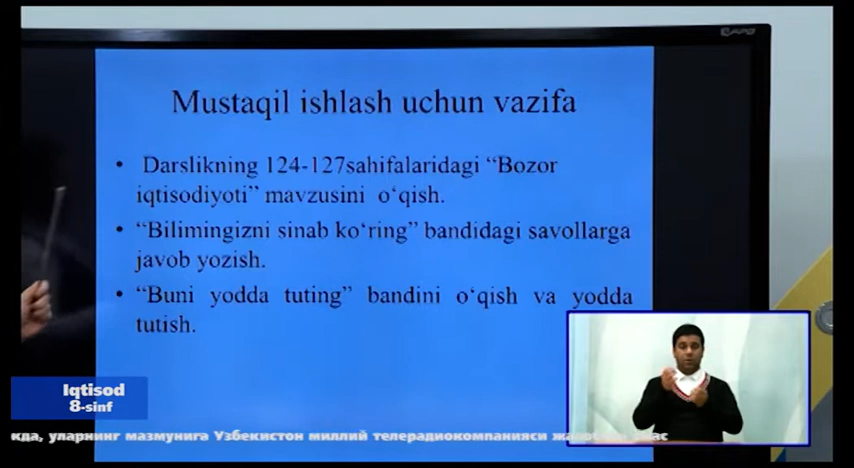 Mustaqil ishlash uchun vazifa
• Darslikning 124-127sahifalaridagi “Bozor
iqtisodiyoti” mavzusini o‘qish.
• “Bilimingizni sinab ko‘ring” bandidagi savollarga
javob yozish.
• “Buni yodda tuting” bandini o‘qish va yodda
tutish.
Iqtisod
8-sinf
кда, уларнинг мазмунига Ўзбекистон миллий телерадиокомпанияси